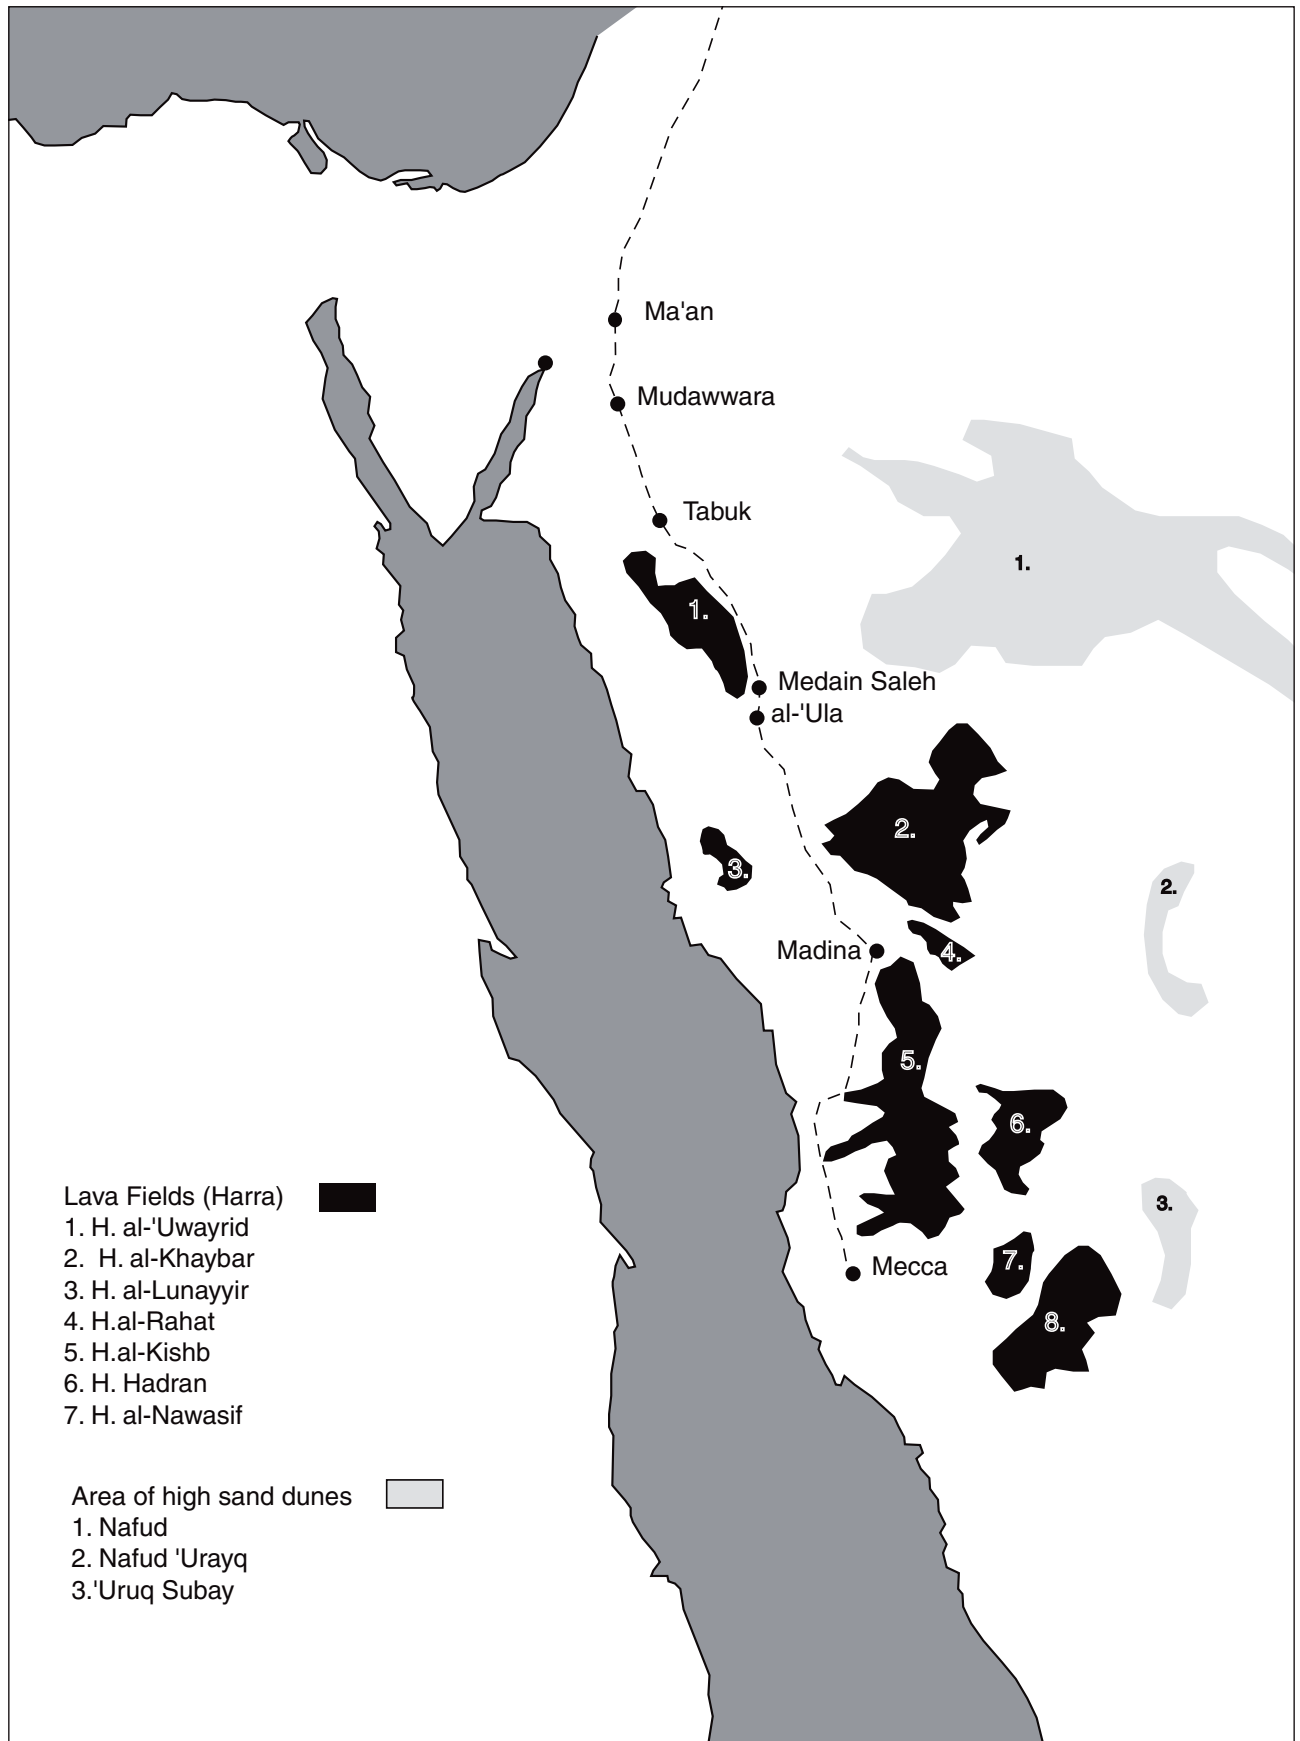 Ma'an
Mudawwara
Tabuk
1.
1.
Medain Saleh
al-'Ula
2.
3.
2.
Madina
4.
5.
6.
3.
Mecca
7.
8.
Lava Fields (Harra)
1. H. al-'Uwayrid
2. H. al-Khaybar
3. H. al-Lunayyir
4. H.al-Rahat
5. H.al-Kishb
6. H. Hadran
7. H. al-Nawasif
Area of high sand dunes
1. Nafud
2. Nafud 'Urayq
3.'Uruq Subay